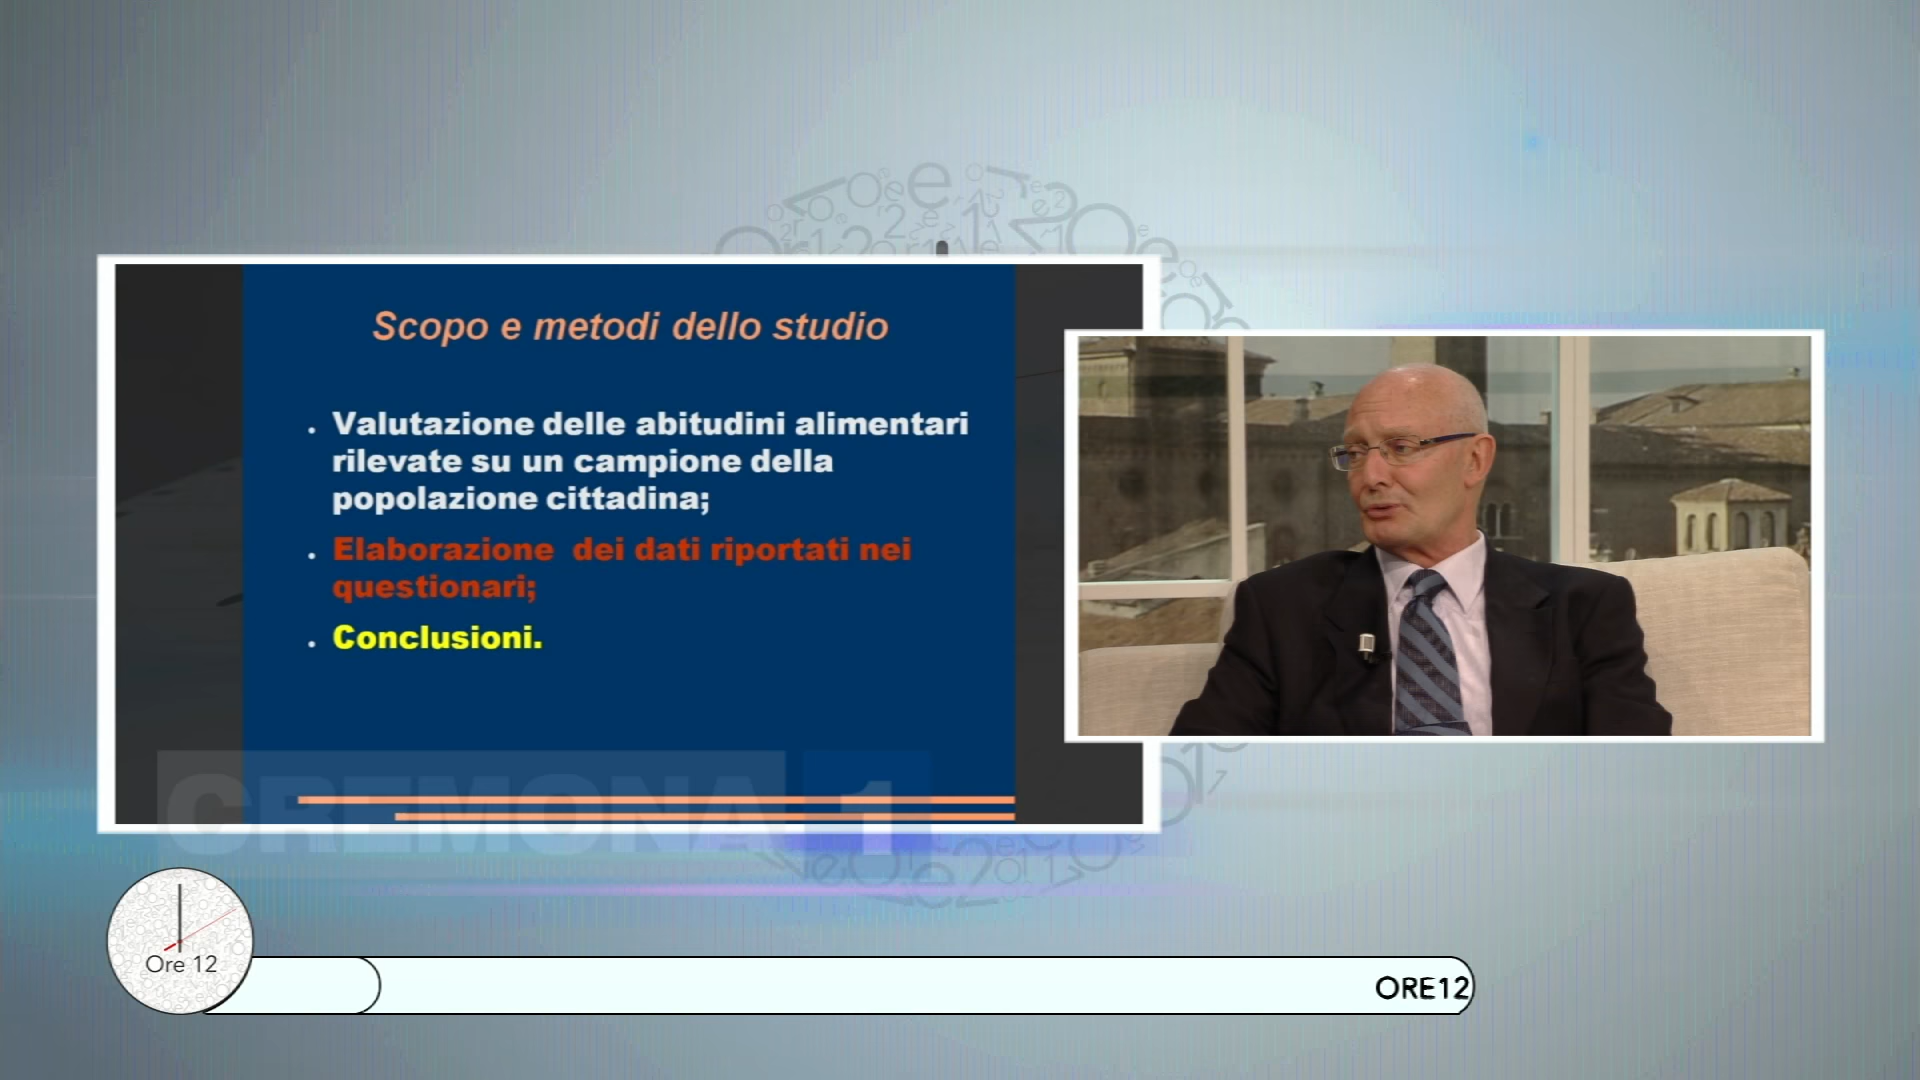 Scopo e metodi dello studio
Valutazione delle abitudini alimentari
rilevate su un campione della
popolazione cittadina;
Elaborazione dei dati riportati nei
questionari;
Conclusioni.
CREMONA 1
Ore 12
ORE12